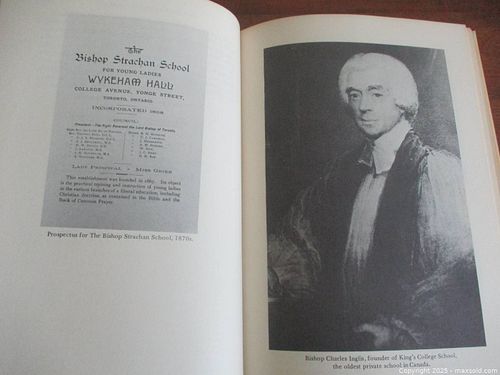 The
Bishop Strachan School
FOR YOUNG LADIES
WYKEHAM HALL
COLLEGE AVENUE, YONGE STREET,
TORONTO, ONTARIO.
INCORPORATED 1868
COUNCIL:
President - The Right Reverend the Lord Bishop of Toronto.
LADY PRINCIPAL - MISS GRIER
This establishment was founded in 1867. Its object
is the practical training and instruction of young ladies
in the various branches of a liberal education, including
Christian doctrine, as contained in the Bible and the
Book of Common Prayer.
Prospectus for The Bishop Strachan School, 1870s.
Bishop Charles Inglis, founder of King's College School,
the oldest private school in Canada.
Copyright 2025 - maxsold.com